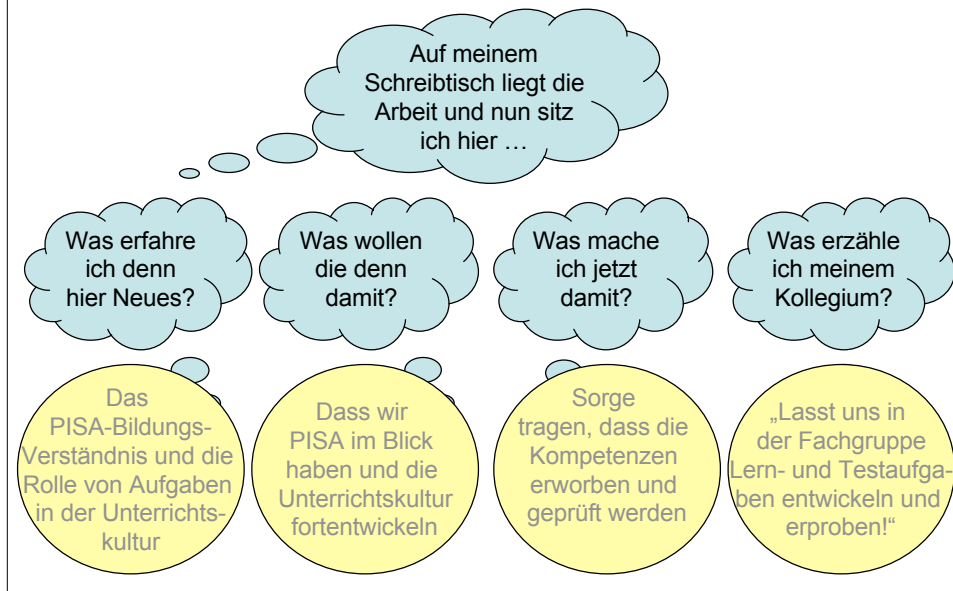 Auf meinem
Schreibtisch liegt die
Arbeit und nun sitz
ich hier …
Was erfahre
ich denn
hier Neues?
Was wollen
die denn
damit?
Was mache
ich jetzt
damit?
Was erzähle
ich meinem
Kollegium?
Das
PISA-Bildungs-
Verständnis und die
Rolle von Aufgaben
in der Unterrichts-
kultur
Dass wir
PISA im Blick
haben und die
Unterrichtskultur
fortentwickeln
Sorge
tragen, dass die
Kompetenzen
erworben und
geprüft werden
„Lasst uns in
der Fachgruppe
Lern- und Testaufga-
ben entwickeln und
erproben!“